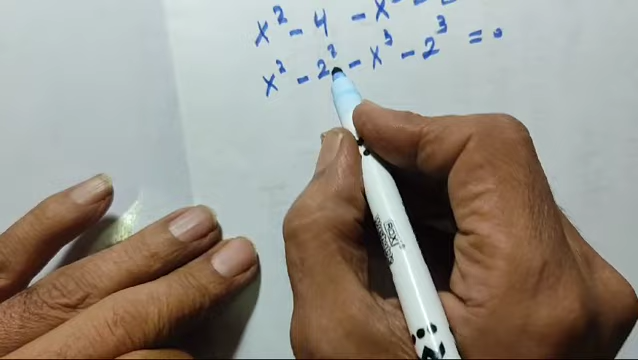 x² - 4 - x
x² - 2² - x³ - 2³ = 0